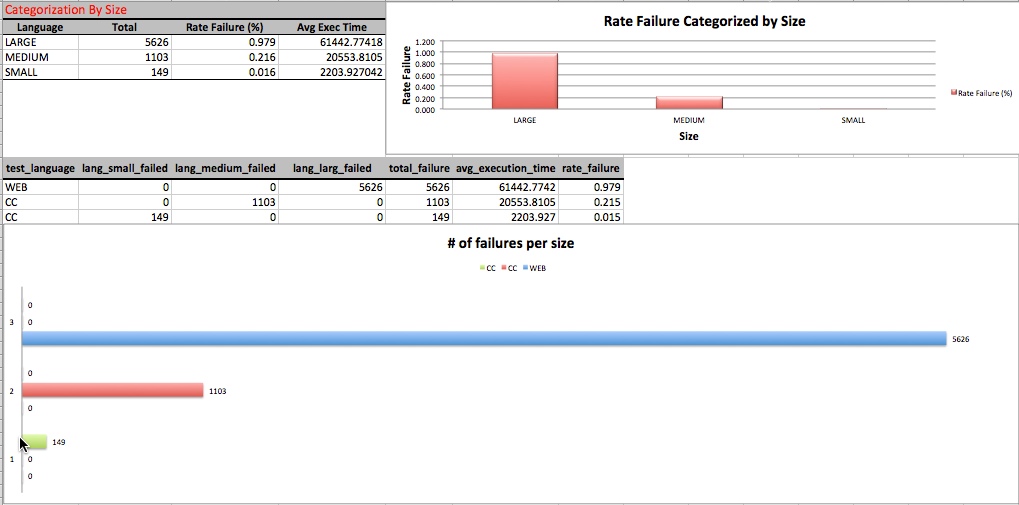 Categorization By Size
Language Total Rate Failure (%) Avg Exec Time
LARGE 5626 0.979 61442.77418
MEDIUM 1103 0.216 20553.8105
SMALL 149 0.016 2203.927042
Rate Failure Categorized by Size
Rate Failure
1.200
1.000
0.800
0.600
0.400
0.200
0.000
LARGE MEDIUM SMALL
Size
Rate Failure (%)
test_language lang_small_failed lang_medium_failed lang_larg_failed total_failure avg_execution_time rate_failure
WEB 0 0 5626 5626 61442.7742 0.979
CC 0 1103 0 1103 20553.8105 0.215
CC 149 0 0 149 2203.927 0.015
# of failures per size
CC CC WEB
0
3 0
5626
0
2 1103
0
149
1 0
0